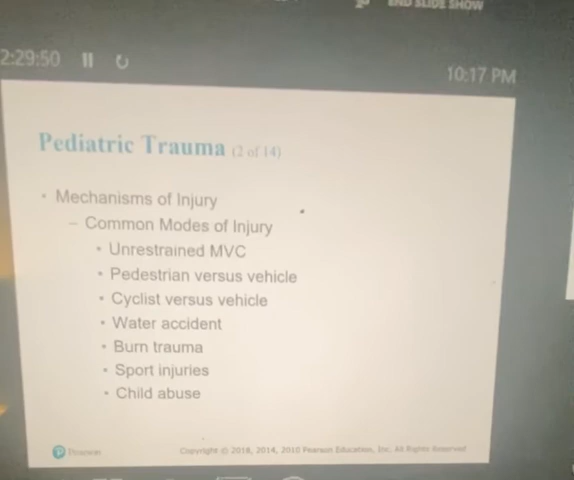 END SLIDE SHOW
2:29:50
10:17 PM
Pediatric Trauma (2 of 14)
• Mechanisms of Injury
– Common Modes of Injury
• Unrestrained MVC
• Pedestrian versus vehicle
• Cyclist versus vehicle
• Water accident
• Burn trauma
• Sport injuries
• Child abuse
Pearson
Copyright © 2018, 2014, 2010 Pearson Education, Inc. All Rights Reserved